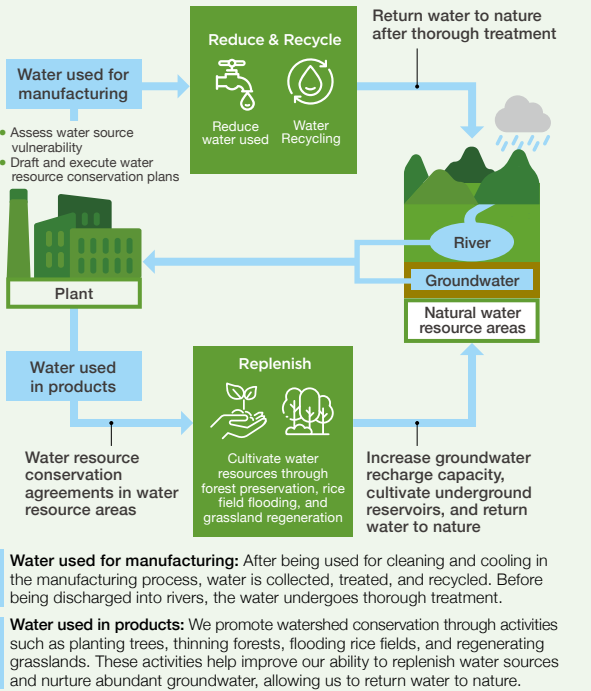 Reduce & Recycle
Reduce
water used
Water
Recycling
Return water to nature
after thorough treatment
Water used for
manufacturing
• Assess water source
vulnerability
• Draft and execute water
resource conservation plans
Plant
River
Groundwater
Natural water
resource areas
Water used
in products
Replenish
Cultivate water
resources through
forest preservation, rice
field flooding, and
grassland regeneration
Water resource
conservation
agreements in water
resource areas
Increase groundwater
recharge capacity,
cultivate underground
reservoirs, and return
water to nature
Water used for manufacturing: After being used for cleaning and cooling in
the manufacturing process, water is collected, treated, and recycled. Before
being discharged into rivers, the water undergoes thorough treatment.
Water used in products: We promote watershed conservation through activities
such as planting trees, thinning forests, flooding rice fields, and regenerating
grasslands. These activities help improve our ability to replenish water sources
and nurture abundant groundwater, allowing us to return water to nature.